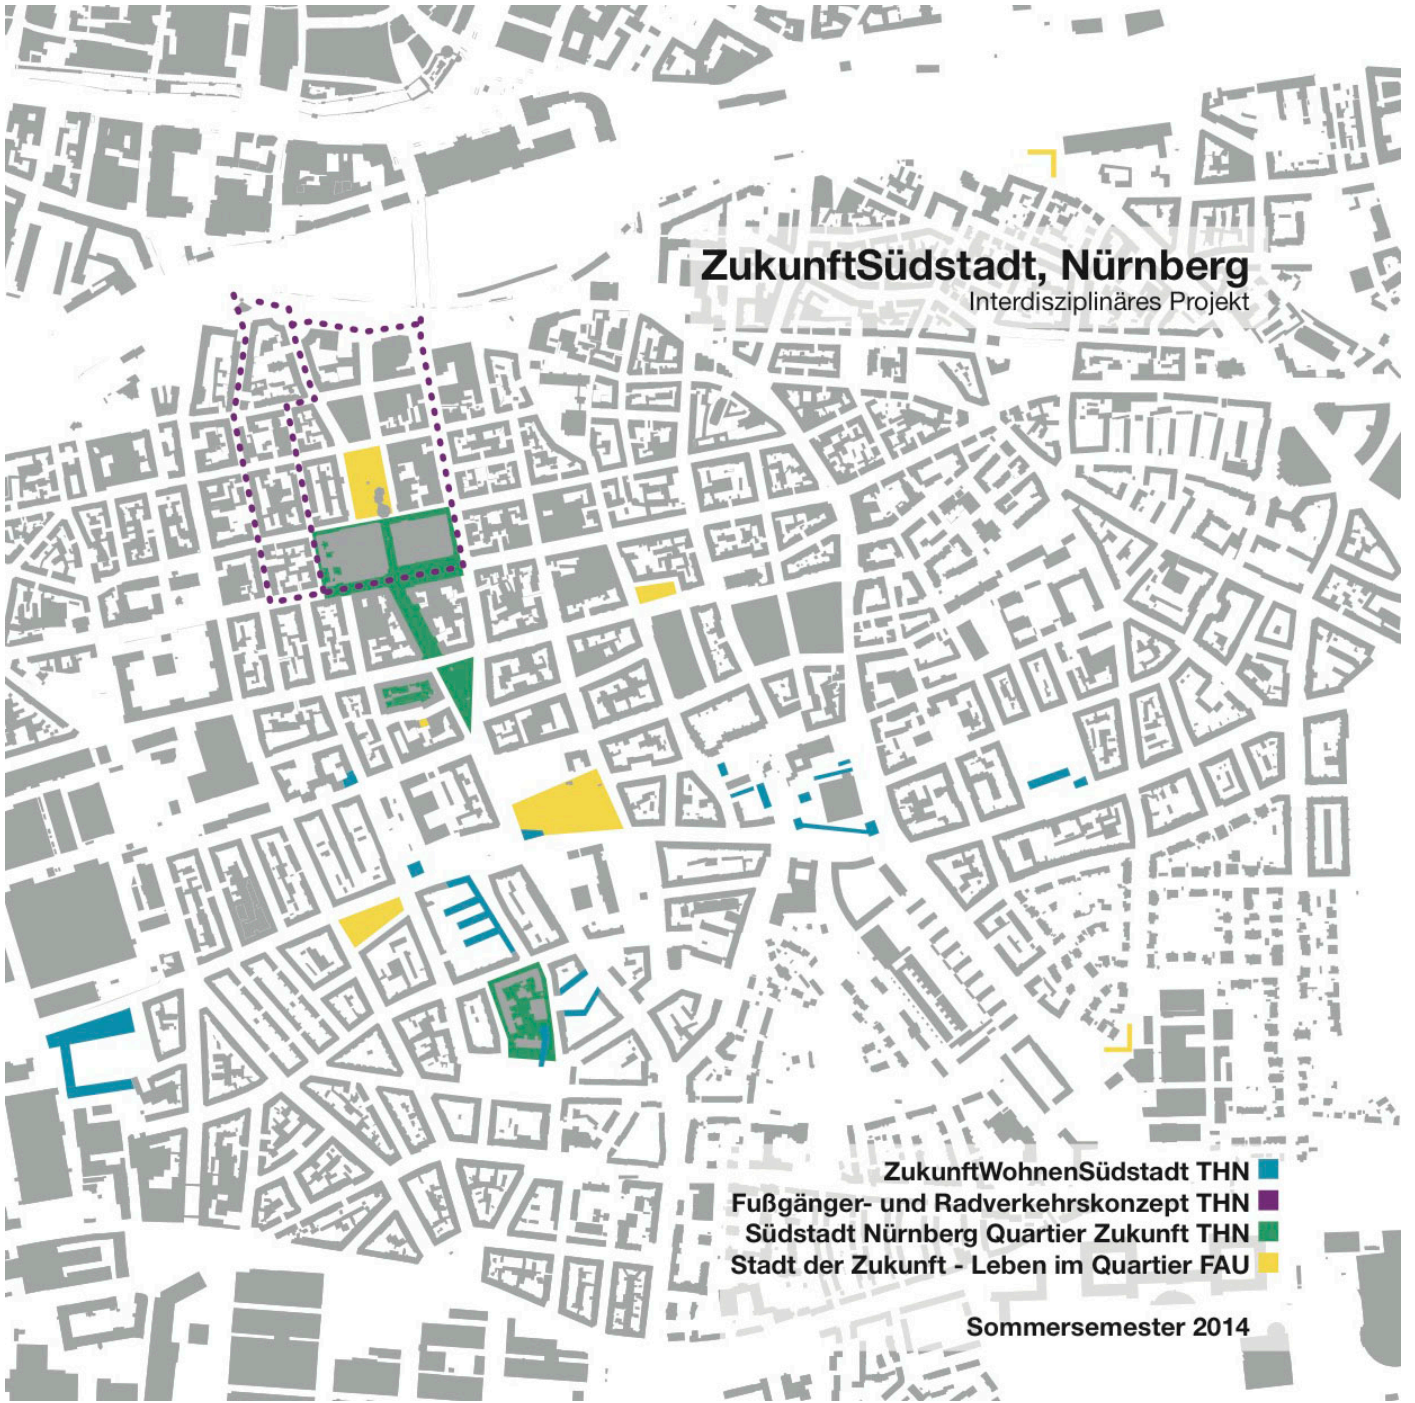 ZukunftSüdstadt, Nürnberg
Interdisziplinäres Projekt
ZukunftWohnenSüdstadt THN
Fußgänger- und Radverkehrskonzept THN
Südstadt Nürnberg Quartier Zukunft THN
Stadt der Zukunft - Leben im Quartier FAU
Sommersemester 2014